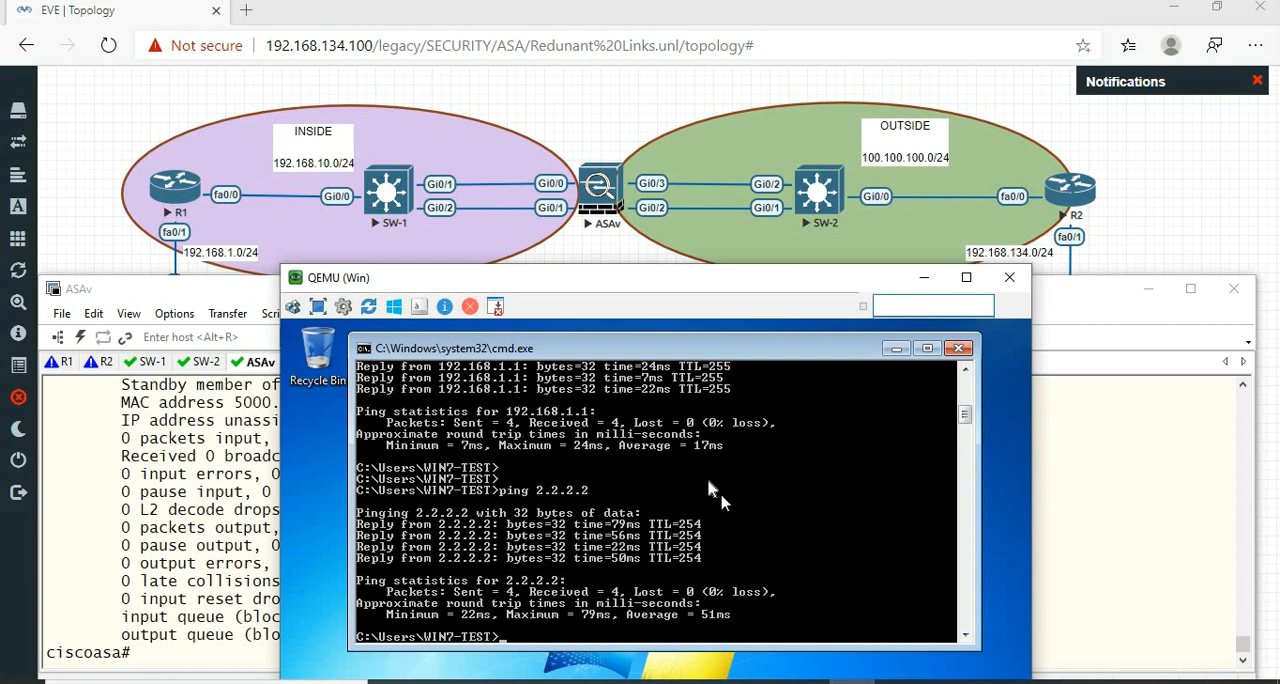 EVE | Topology
Not secure
192.168.134.100/legacy/SECURITY/ASA/Redunant%20Links.unl/topology#
Notifications
INSIDE
192.168.10.0/24
OUTSIDE
100.100.100.0/24
R1
fa0/0
Gi0/0
SW-1
Gi0/1
Gi0/2
Gi0/0
Gi0/1
ASAv
Gi0/3
Gi0/2
Gi0/2
Gi0/1
SW-2
Gi0/0
fa0/0
R2
fa0/1
192.168.1.0/24
192.168.134.0/24
fa0/1
ASAv
File Edit View Options Transfer Scri
Enter host <Alt+R>
R1 R2 SW-1 SW-2 ASAv
Standby member of
MAC address 5000.
IP address unassi
0 packets input,
Received 0 broadc
0 input errors, 0
0 pause input, 0
0 L2 decode drops
0 packets output,
0 pause output, 0
0 output errors,
0 late collisions
0 input reset dro
input queue (bloc
output queue (blo
ciscoasa#
QEMU (Win)
Recycle Bin
C:\Windows\system32\cmd.exe
Reply from 192.168.1.1: bytes=32 time=24ms TTL=255
Reply from 192.168.1.1: bytes=32 time=7ms TTL=255
Reply from 192.168.1.1: bytes=32 time=22ms TTL=255
Ping statistics for 192.168.1.1:
Packets: Sent = 4, Received = 4, Lost = 0 (0% loss),
Approximate round trip times in milli-seconds:
Minimum = 7ms, Maximum = 24ms, Average = 17ms
C:\Users\WIN7-TEST>
C:\Users\WIN7-TEST>
C:\Users\WIN7-TEST>ping 2.2.2.2
Pinging 2.2.2.2 with 32 bytes of data:
Reply from 2.2.2.2: bytes=32 time=79ms TTL=254
Reply from 2.2.2.2: bytes=32 time=56ms TTL=254
Reply from 2.2.2.2: bytes=32 time=22ms TTL=254
Reply from 2.2.2.2: bytes=32 time=50ms TTL=254
Ping statistics for 2.2.2.2:
Packets: Sent = 4, Received = 4, Lost = 0 (0% loss),
Approximate round trip times in milli-seconds:
Minimum = 22ms, Maximum = 79ms, Average = 51ms
C:\Users\WIN7-TEST>_